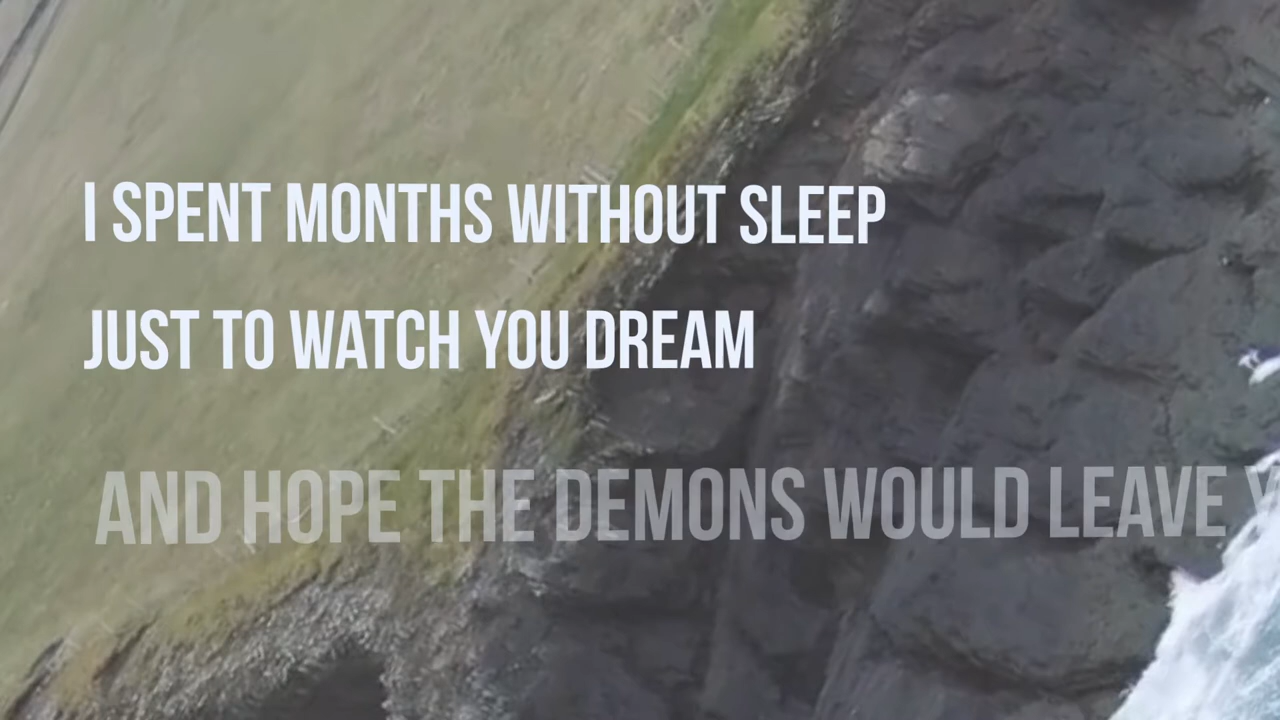 I SPENT MONTHS WITHOUT SLEEP
JUST TO WATCH YOU DREAM
AND HOPE THE DEMONS WOULD LEAVE